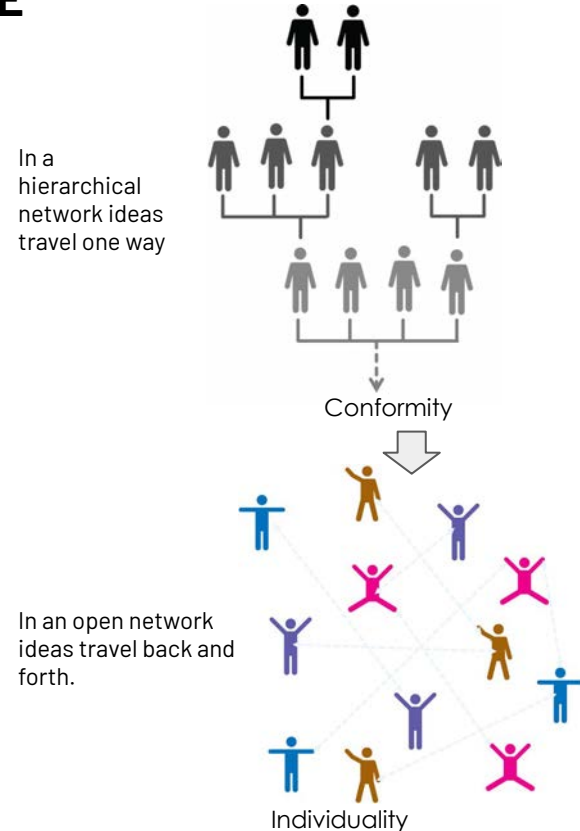 E
In a
hierarchical
network ideas
travel one way
Conformity
In an open network
ideas travel back and
forth.
Individuality